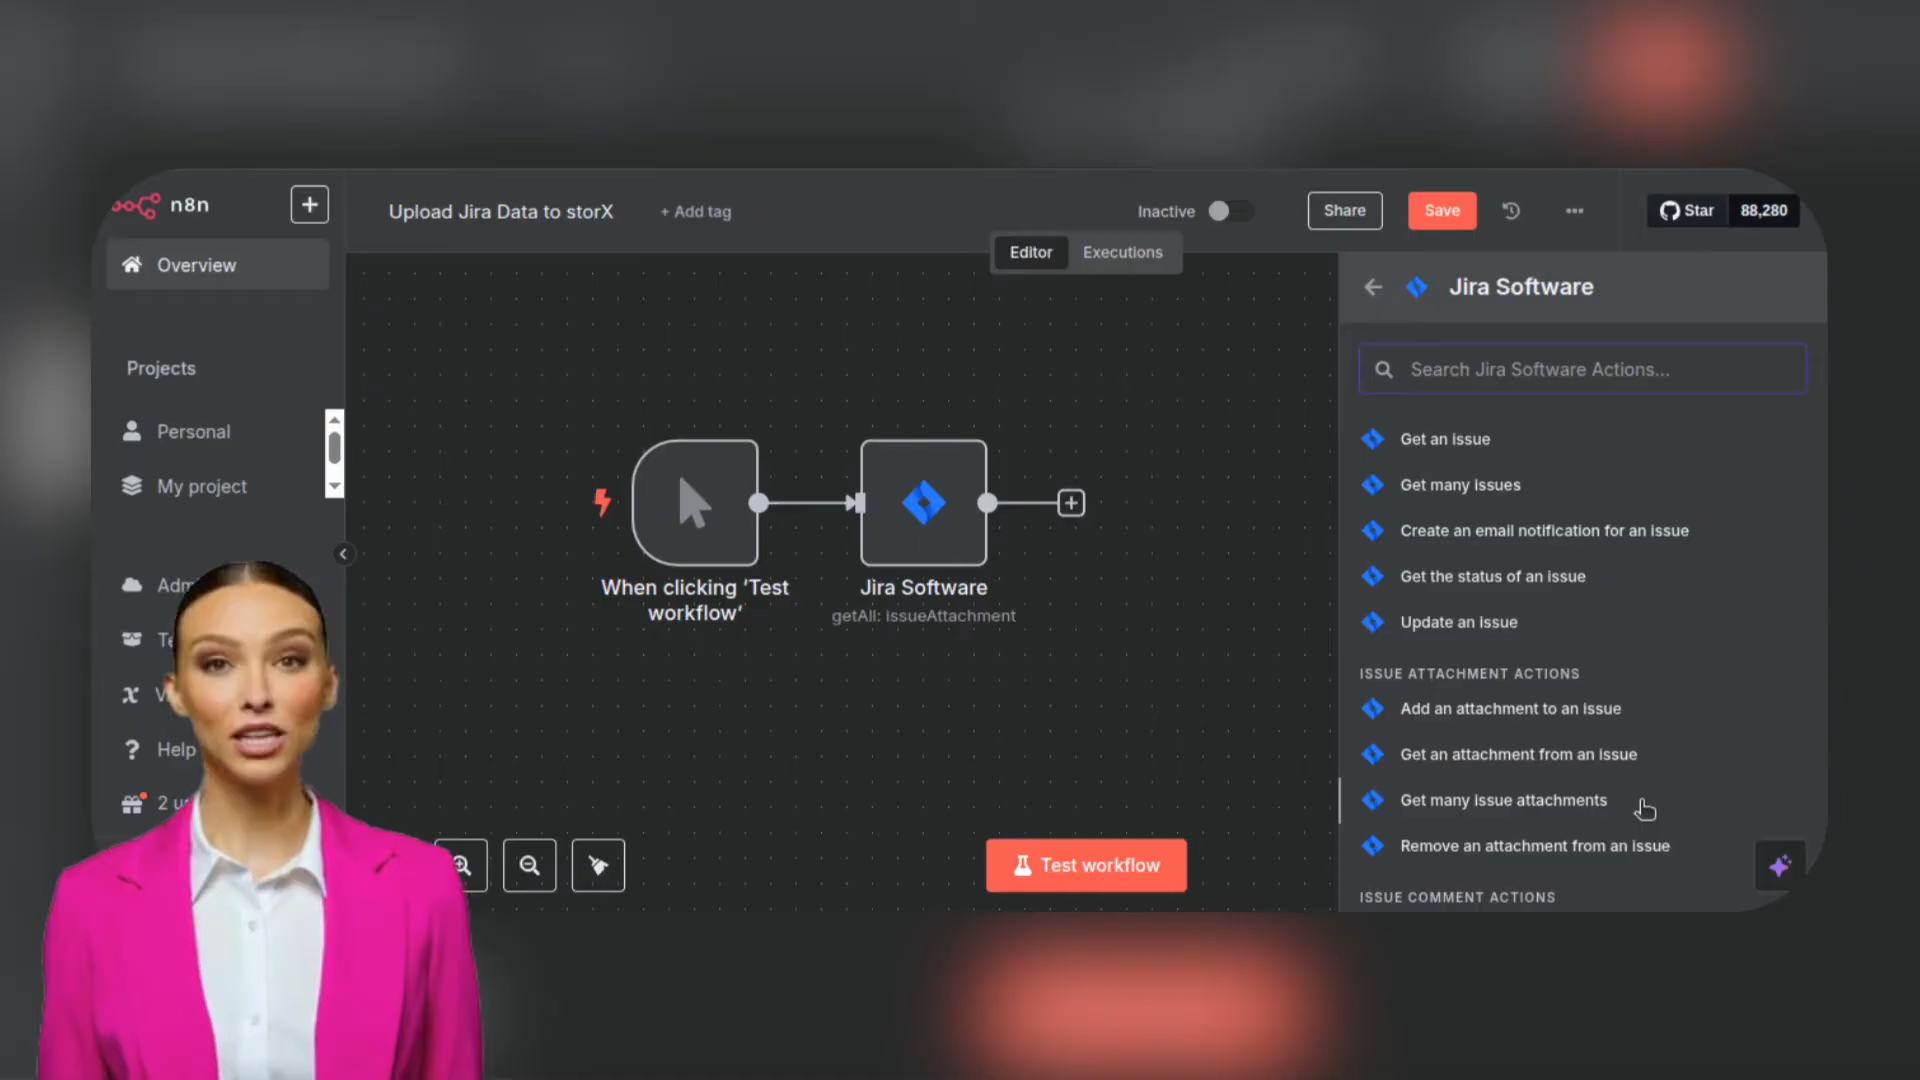 n8n
Upload Jira Data to storX
+ Add tag
Inactive
Share
Save
Star
88,280
Editor
Executions
Overview
Projects
Personal
My project
Help
When clicking ‘Test
workflow’
Jira Software
getAll: issueAttachment
Test workflow
Jira Software
Search Jira Software Actions...
Get an issue
Get many issues
Create an email notification for an issue
Get the status of an issue
Update an issue
ISSUE ATTACHMENT ACTIONS
Add an attachment to an issue
Get an attachment from an issue
Get many issue attachments
Remove an attachment from an issue
ISSUE COMMENT ACTIONS